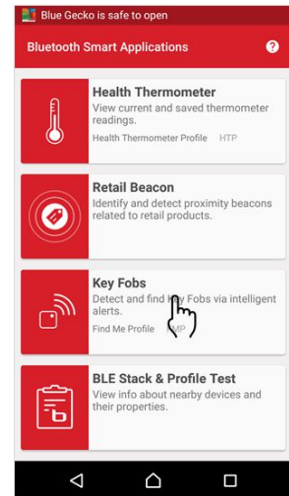 Blue Gecko is safe to open
Bluetooth Smart Applications
Health Thermometer
View current and saved thermometer
readings.
Health Thermometer Profile HTP
Retail Beacon
Identify and detect proximity beacons
related to retail products.
Key Fobs
Detect and find Key Fobs via intelligent
alerts.
Find Me Profile
BLE Stack & Profile Test
View info about nearby devices and
their properties.